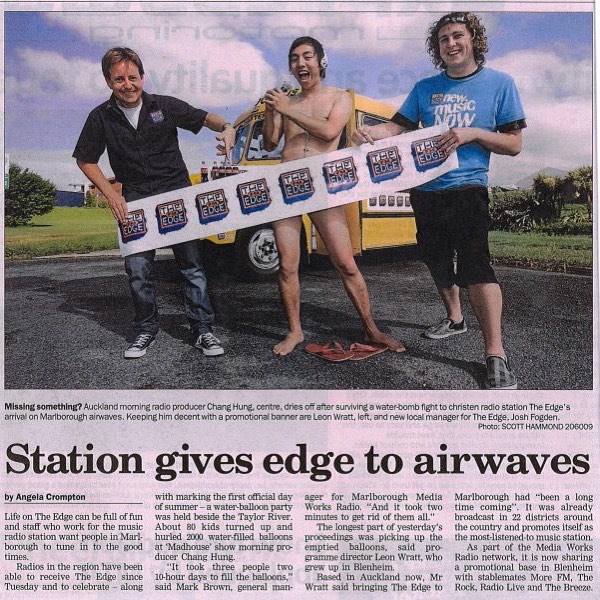 THE EDGE THE EDGE THE EDGE THE EDGE THE EDGE THE EDGE THE EDGE THE EDGE
new
music
NOW
Missing something? Auckland morning radio producer Chang Hung, centre, dries off after surviving a water-bomb fight to christen radio station The Edge's
arrival on Marlborough airwaves. Keeping him decent with a promotional banner are Leon Wratt, left, and new local manager for The Edge, Josh Fogden.
Photo: SCOTT HAMMOND 206009
Station gives edge to airwaves
by Angela Crompton
Life on The Edge can be full of fun
and staff who work for the music
radio station want people in Marl-
borough to tune in to the good
times.
Radios in the region have been
able to receive The Edge since
Tuesday and to celebrate – along
with marking the first official day
of summer – a water-balloon party
was held beside the Taylor River.
About 80 kids turned up and
hurled 2000 water-filled balloons
at 'Madhouse' show morning pro-
ducer Chang Hung.
"It took three people two
10-hour days to fill the balloons,"
said Mark Brown, general man-
ager for Marlborough Media
Works Radio. "And it took two
minutes to get rid of them all."
The longest part of yesterday's
proceedings was picking up the
emptied balloons, said pro-
gramme director Leon Wratt, who
grew up in Blenheim.
Based in Auckland now, Mr
Wratt said bringing The Edge to
Marlborough had "been a long
time coming". It was already
broadcast in 22 districts around
the country and promotes itself as
the most-listened-to music station.
As part of the Media Works
Radio network, it is now sharing
a promotional base in Blenheim
with stablemates More FM, The
Rock, Radio Live and The Breeze.